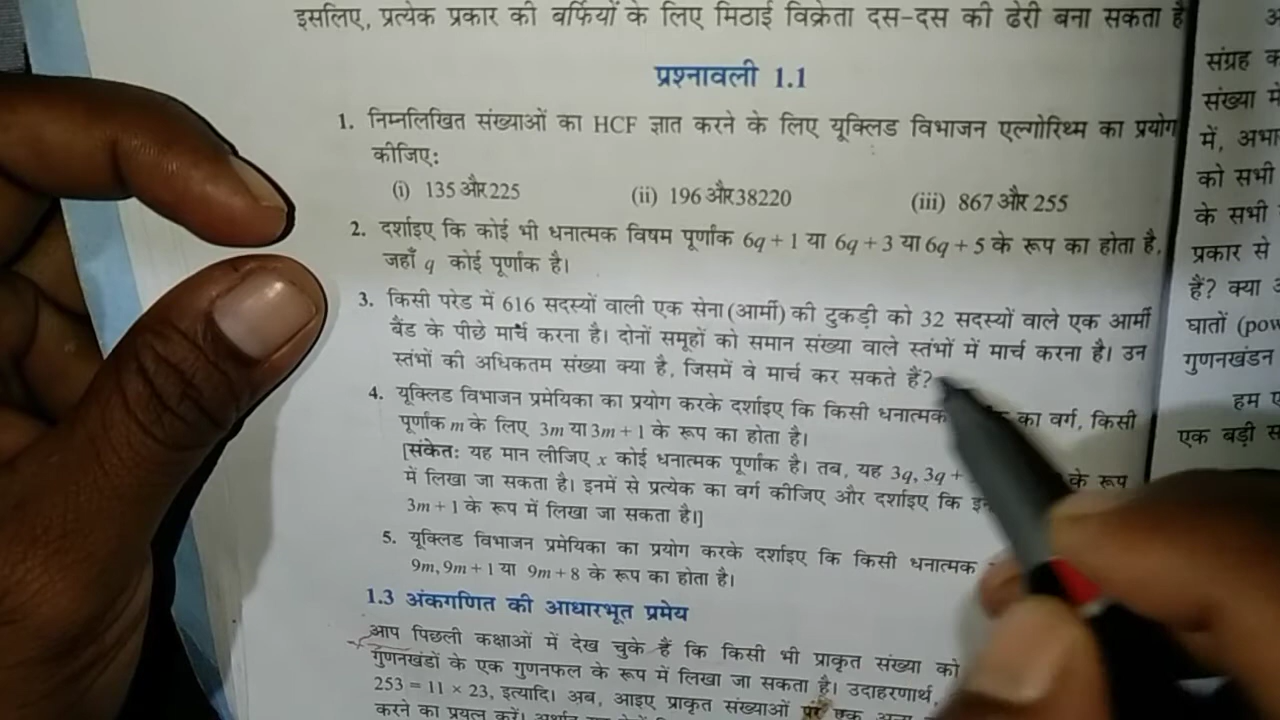 इसलिए, प्रत्येक प्रकार की बर्फियों के लिए मिठाई विक्रेता दस-दस की ढेरी बना सकता है
प्रश्नावली 1.1
1. निम्नलिखित संख्याओं का HCF ज्ञात करने के लिए यूक्लिड विभाजन एल्गोरिथ्म का प्रयोग
कीजिए:
(i) 135 और 225 (ii) 196 और 38220 (iii) 867 और 255
2. दर्शाइए कि कोई भी धनात्मक विषम पूर्णांक 6q + 1 या 6q + 3 या 6q + 5 के रूप का होता है,
जहाँ q कोई पूर्णांक है।
3. किसी परेड में 616 सदस्यों वाली एक सेना (आर्मी) की टुकड़ी को 32 सदस्यों वाले एक आर्मी
बैंड के पीछे मार्च करना है। दोनों समूहों को समान संख्या वाले स्तंभों में मार्च करना है। उन
स्तंभों की अधिकतम संख्या क्या है, जिसमें वे मार्च कर सकते हैं?
4. यूक्लिड विभाजन प्रमेयिका का प्रयोग करके दर्शाइए कि किसी धनात्मक का वर्ग, किसी
पूर्णांक m के लिए 3m या 3m + 1 के रूप का होता है।
[संकेत: यह मान लीजिए x कोई धनात्मक पूर्णांक है। तब, यह 3q, 3q + के रूप
में लिखा जा सकता है। इनमें से प्रत्येक का वर्ग कीजिए और दर्शाइए कि
3m + 1 के रूप में लिखा जा सकता है।]
5. यूक्लिड विभाजन प्रमेयिका का प्रयोग करके दर्शाइए कि किसी धनात्मक
9m, 9m + 1 या 9m + 8 के रूप का होता है।
1.3 अंकगणित की आधारभूत प्रमेय
आप पिछली कक्षाओं में देख चुके हैं कि किसी भी प्राकृत संख्या को
गुणनखंडों के एक गुणनफल के रूप में लिखा जा सकता है। उदाहरणार्थ,
253 = 11 × 23, इत्यादि। अब, आइए प्राकृत संख्याओं पर एक
करने का प्रयत्न करें।
संग्रह
संख्या में
में,
को सभी
के सभी
प्रकार से
हैं? क्या
घातों
गुणनखंडन
हम
एक बड़ी